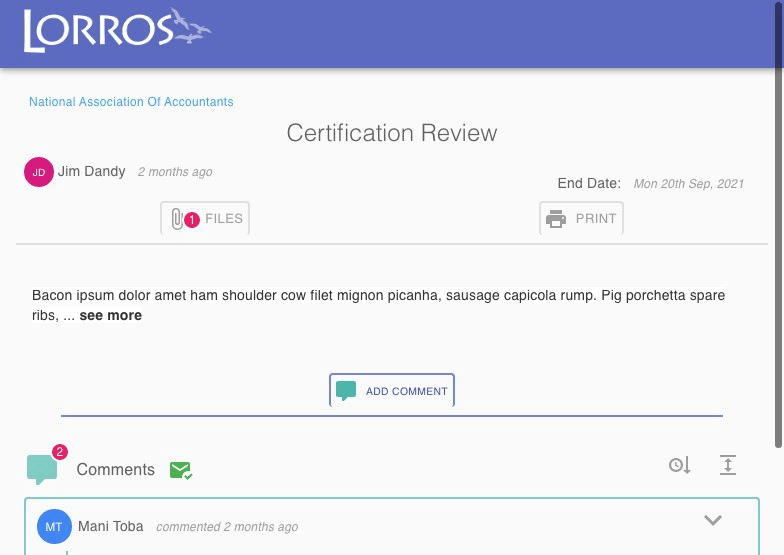 LORROS
National Association Of Accountants
Certification Review
JD Jim Dandy 2 months ago
End Date: Mon 20th Sep, 2021
1 FILES
PRINT
Bacon ipsum dolor amet ham shoulder cow filet mignon picanha, sausage capicola rump. Pig porchetta spare
ribs, ... see more
ADD COMMENT
2
Comments
MT Mani Toba commented 2 months ago